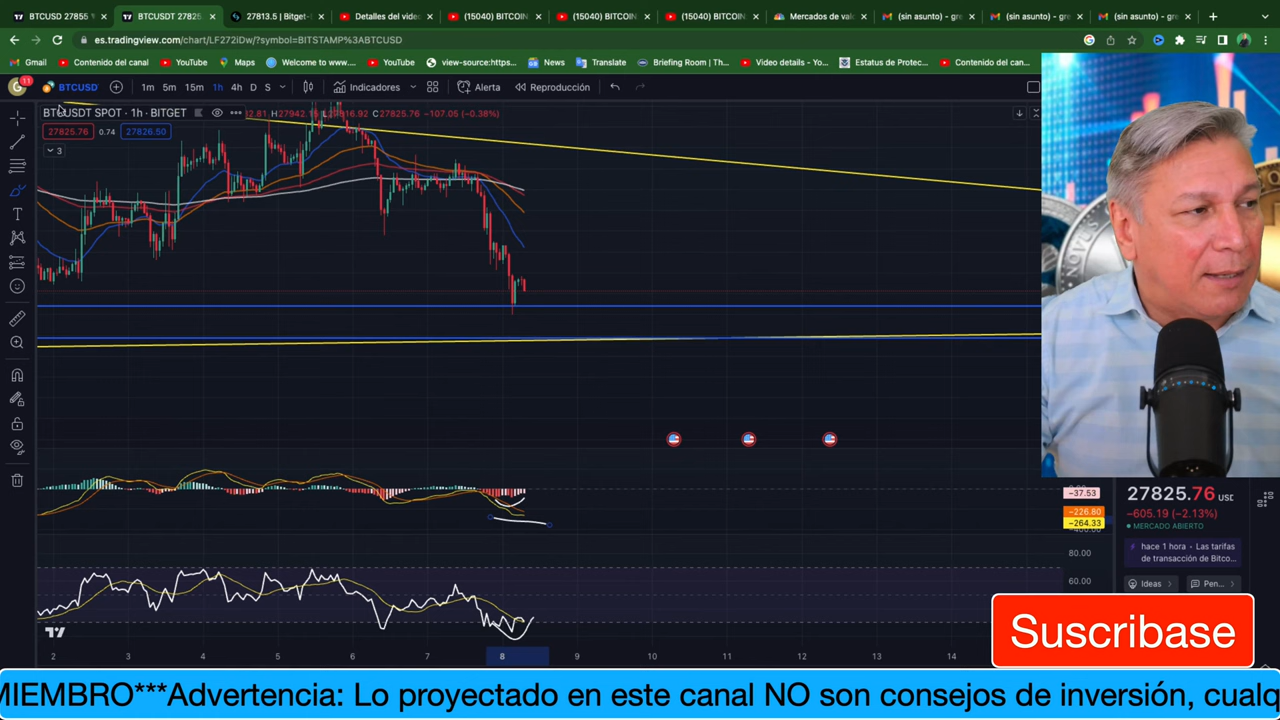 BTCUSD 27855
BTCUSDT 27825
27813.5 | Bitget-
Detalles del vide
(15040) BITCOIN
(15040) BITCOIN
(15040) BITCOIN
Mercados de va
(sin asunto) - gre
(sin asunto) - gre
(sin asunto) - gre
es.tradingview.com/chart/LF272iDw/?symbol=BITSTAMP%3ABTCUSD
Gmail
Contenido del canal
YouTube
Maps
Welcome to www....
YouTube
view-source:https...
News
Translate
Briefing Room | Th...
Video details - Yo...
Estatus de Protec...
Contenido del can...
11
BTCUSD
1m 5m 15m 1h 4h D S
Indicadores
Alerta
Reproducción
BTCUSDT SPOT · 1h · BITGET
C27825.76 −107.05 (−0.38%)
27825.76
0.74
27826.50
3
−37.53
−226.80
−264.33
80.00
60.00
27825.76 USD
−605.19 (−2.13%)
MERCADO ABIERTO
hace 1 hora · Las tarifas
de transacción de Bitco...
Ideas
Pen...
Suscribase
2 3 4 5 6 7 8 9 10 11 12 13 14
MIEMBRO***Advertencia: Lo proyectado en este canal NO son consejos de inversión, cualq